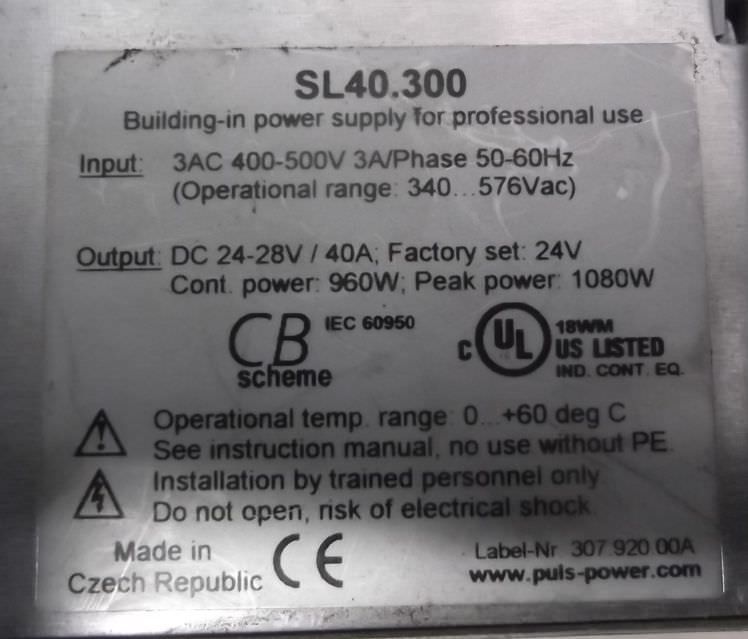 SL40.300
Building-in power supply for professional use
Input: 3AC 400-500V 3A/Phase 50-60Hz
(Operational range: 340...576Vac)
Output: DC 24-28V / 40A; Factory set: 24V
Cont. power: 960W; Peak power: 1080W
CB scheme
IEC 60950
C UL
18WM
US LISTED
IND. CONT. EQ.
Operational temp. range: 0...+60 deg C
See instruction manual, no use without PE.
Installation by trained personnel only.
Do not open, risk of electrical shock.
Made in
Czech Republic
CE
Label-Nr. 307.920.00A
www.puls-power.com